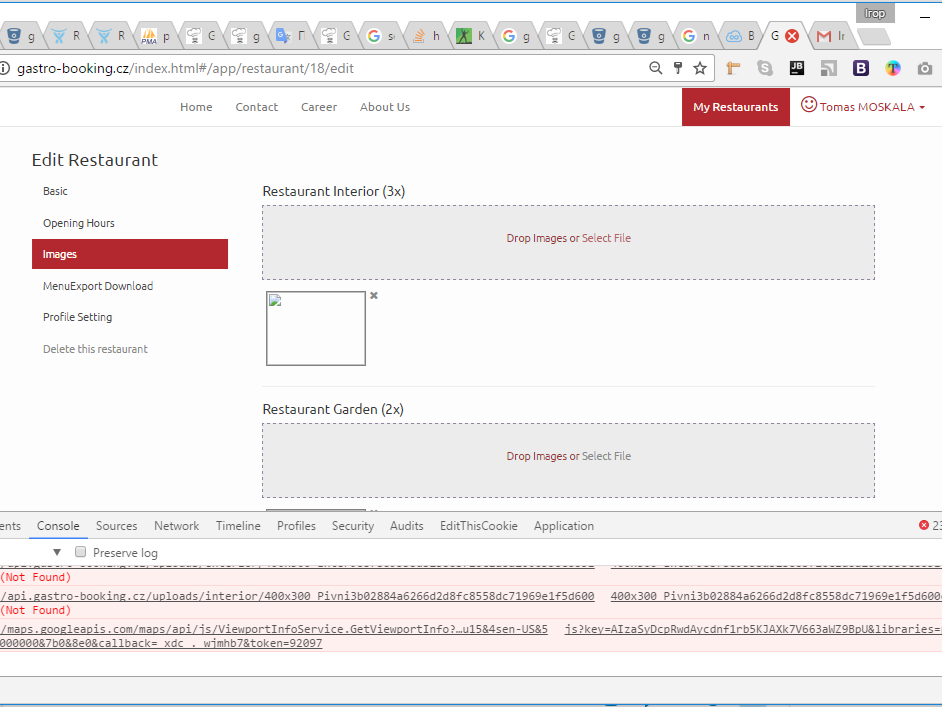 lrop
g R R p G g Γ G s h K g G g g n B G Ir
gastro-booking.cz/index.html#/app/restaurant/18/edit
Home Contact Career About Us My Restaurants Tomas MOSKALA
Edit Restaurant
Basic
Opening Hours
Images
MenuExport Download
Profile Setting
Delete this restaurant
Restaurant Interior (3x)
Drop Images or Select File
Restaurant Garden (2x)
Drop Images or Select File
ents Console Sources Network Timeline Profiles Security Audits EditThisCookie Application 23
Preserve log
(Not Found)
/api.gastro-booking.cz/uploads/interior/400x300_Pivni3b02884a6266d2d8fc8558dc71969e1f5d600 400x300_Pivni3b02884a6266d2d8fc8558dc71969e1f5d600
(Not Found)
/maps.googleapis.com/maps/api/js/ViewportInfoService.GetViewportInfo?…u15&4sen-US&5 js?key=AIzaSyDcpRwdAycdnf1rb5KJAXk7V663aWZ9BpU&libraries=
000000&7b0&8e0&callback=_xdc_._wjmhb7&token=92097